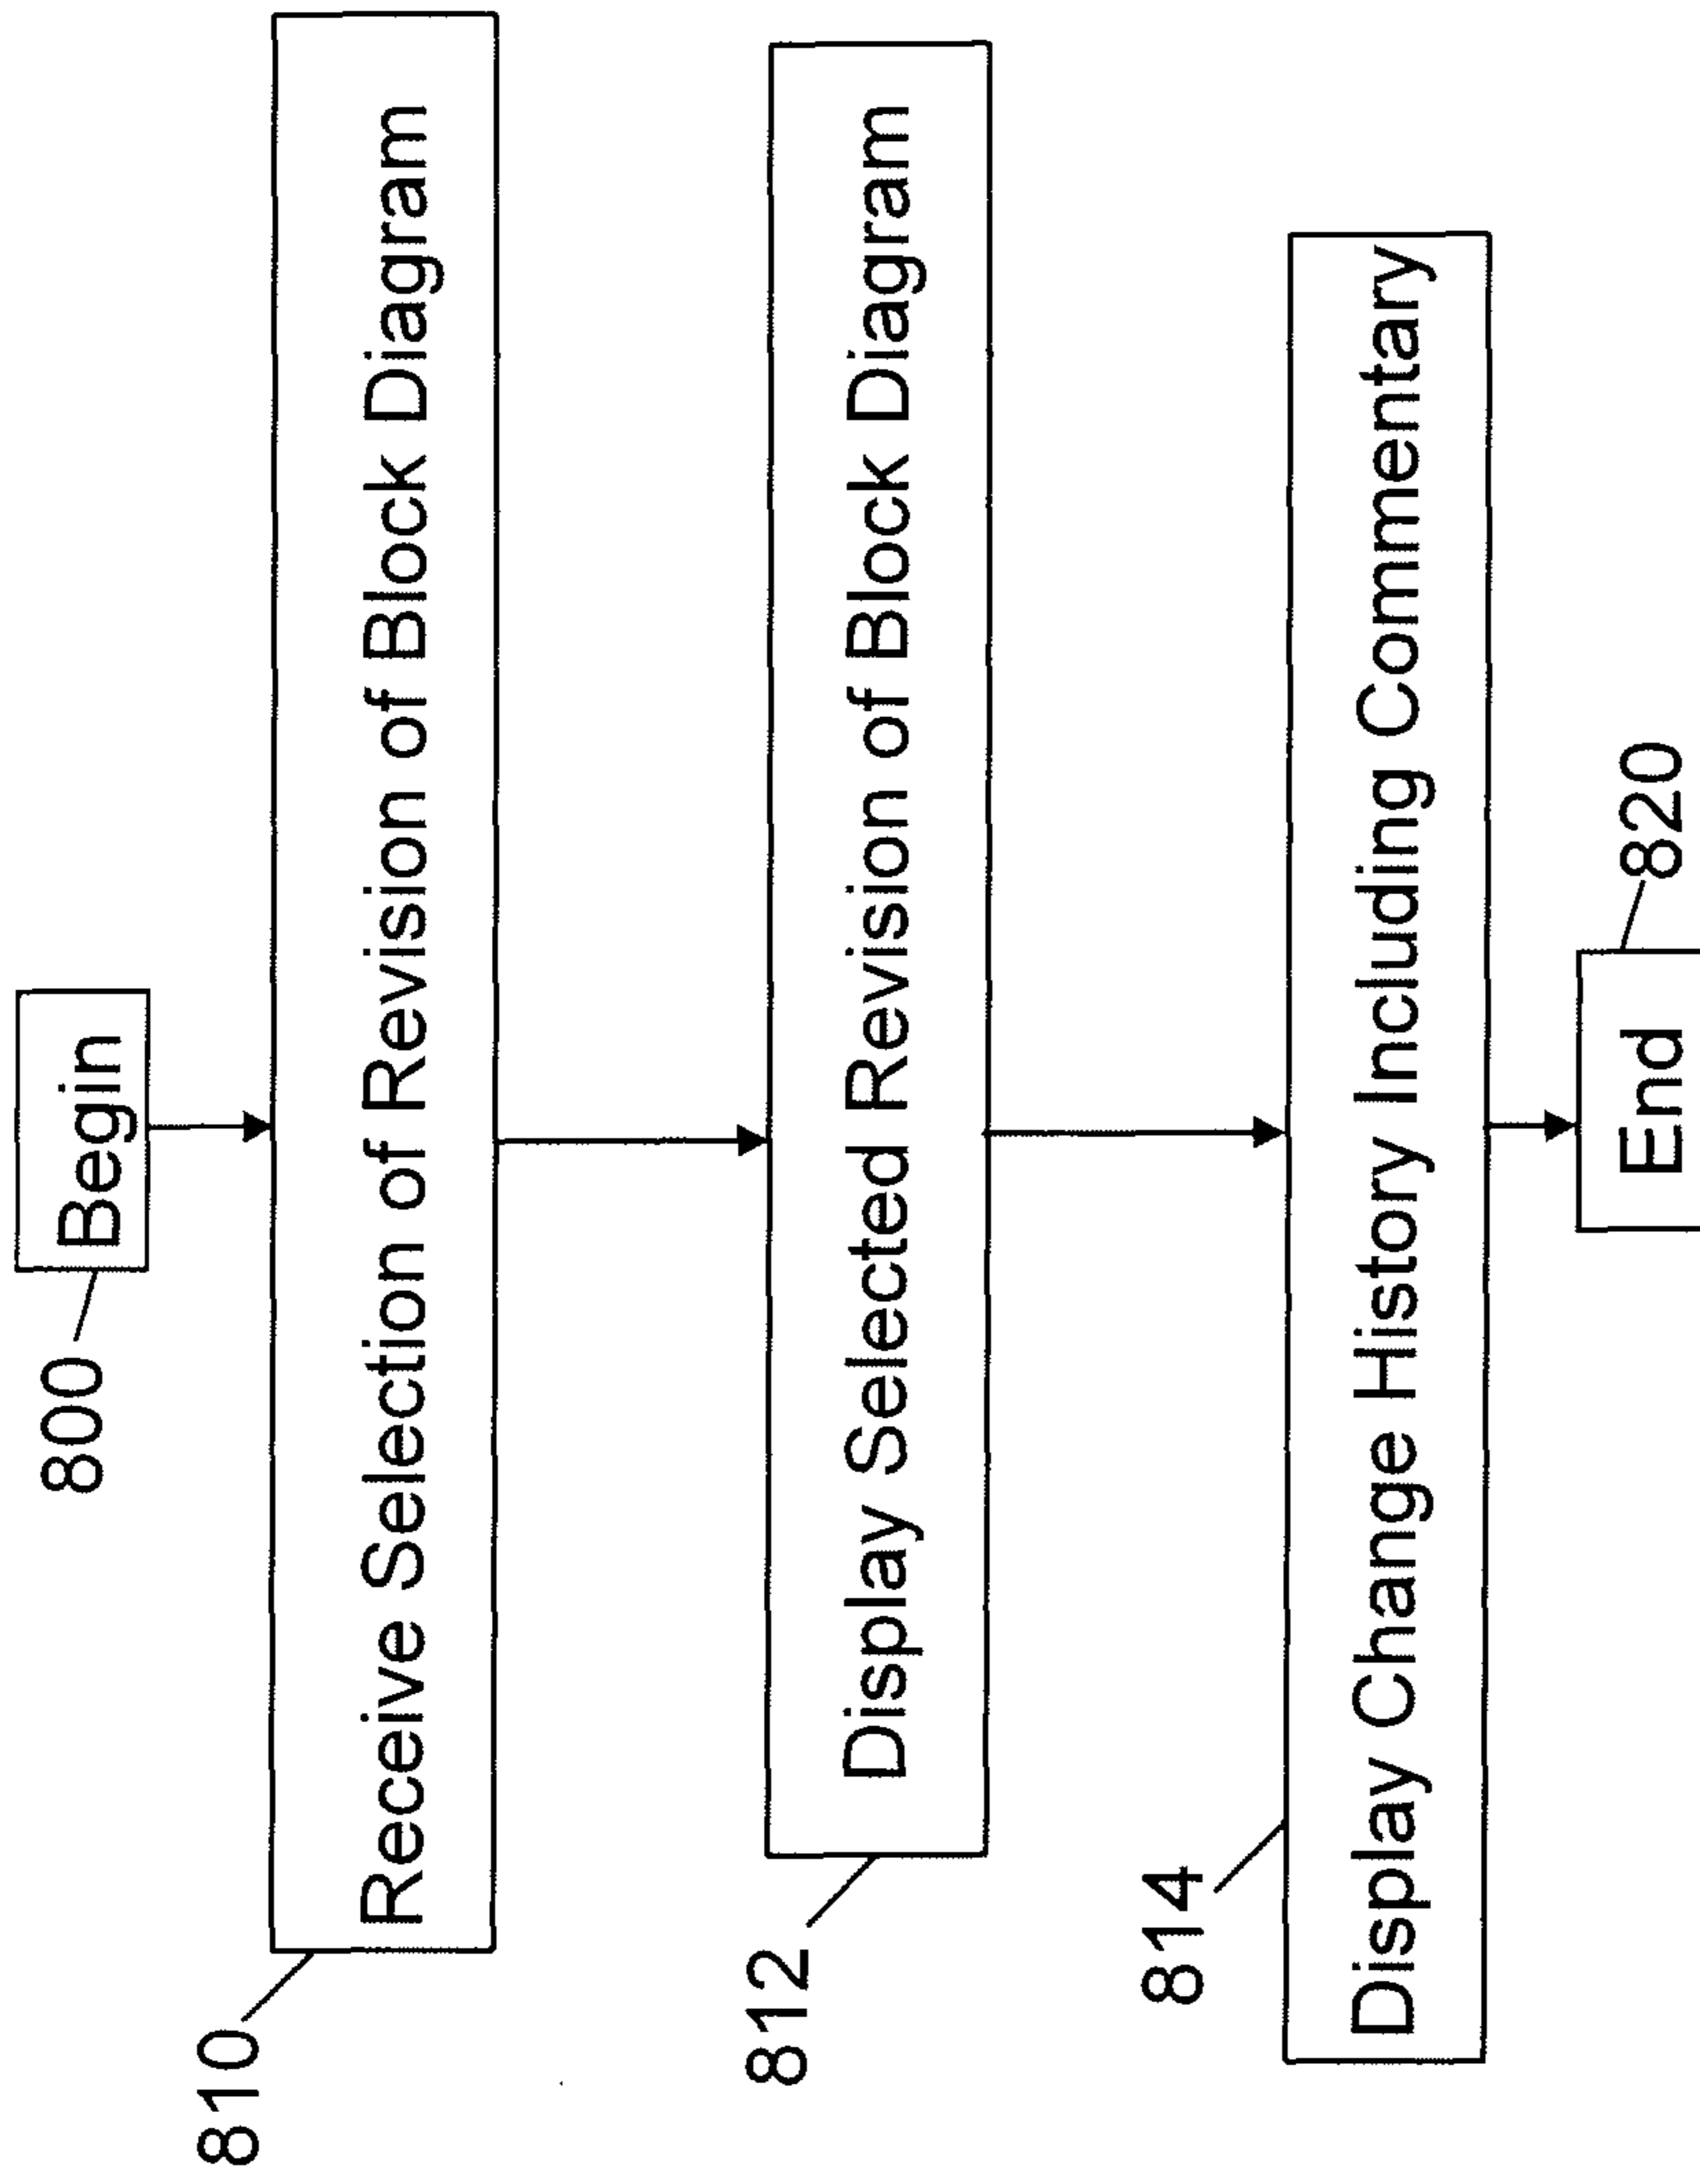 Begin
800
Receive Selection of Revision of Block Diagram
810
Display Selected Revision of Block Diagram
812
Display Change History Including Commentary
814
End
820